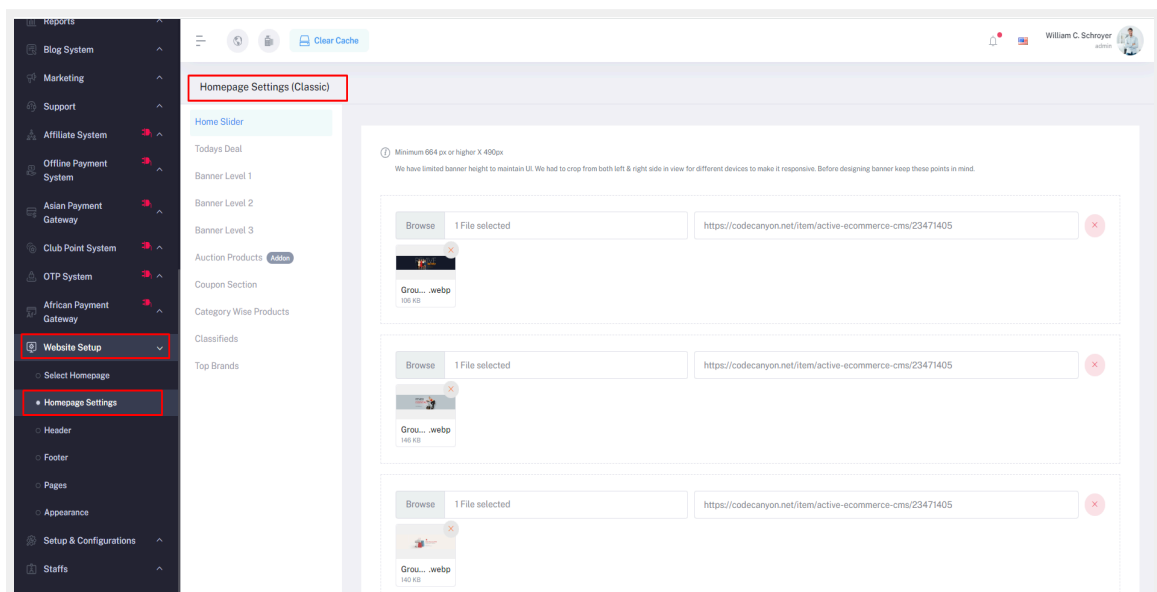 Reports
Blog System
Marketing
Support
Affiliate System
Offline Payment
System
Asian Payment
Gateway
Club Point System
OTP System
African Payment
Gateway
Website Setup
Select Homepage
Homepage Settings
Header
Footer
Pages
Appearance
Setup & Configurations
Staffs
Clear Cache
William C. Schroyer
admin
Homepage Settings (Classic)
Home Slider
Todays Deal
Banner Level 1
Banner Level 2
Banner Level 3
Auction Products Addon
Coupon Section
Category Wise Products
Classifieds
Top Brands
Minimum 664 px or higher X 490px
We have limited banner height to maintain UI. We had to crop from both left & right side in view for different devices to make it responsive. Before designing banner keep these points in mind.
Browse 1 File selected https://codecanyon.net/item/active-ecommerce-cms/23471405
Grou... .webp
106 KB
Browse 1 File selected https://codecanyon.net/item/active-ecommerce-cms/23471405
Grou... .webp
146 KB
Browse 1 File selected https://codecanyon.net/item/active-ecommerce-cms/23471405
Grou... .webp
140 KB